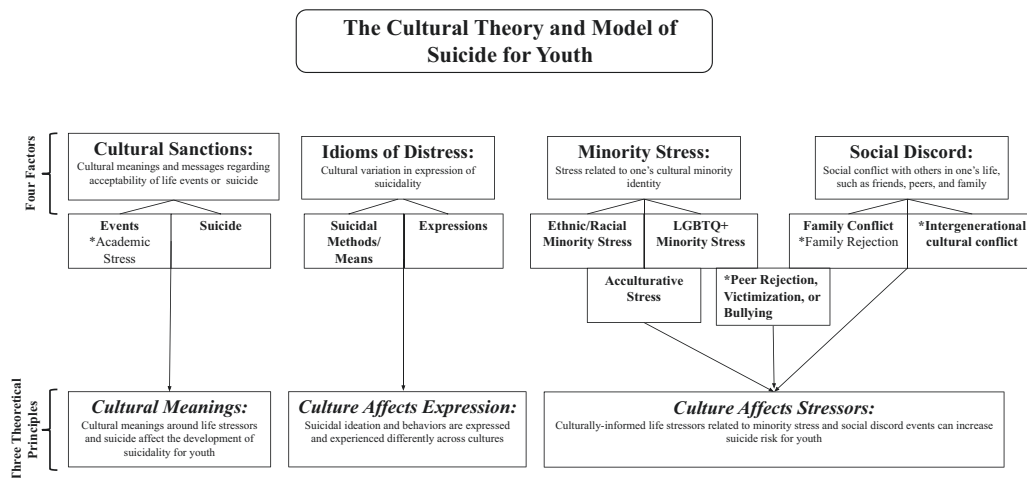 The Cultural Theory and Model of
Suicide for Youth
Four Factors
Cultural Sanctions:
Cultural meanings and messages regarding
acceptability of life events or suicide
Idioms of Distress:
Cultural variation in expression of
suicidality
Minority Stress:
Stress related to one's cultural minority
identity
Social Discord:
Social conflict with others in one's life,
such as friends, peers, and family
Events
*Academic
Stress
Suicide
Suicidal
Methods/
Means
Expressions
Ethnic/Racial
Minority Stress
LGBTQ+
Minority Stress
Family Conflict
*Family Rejection
*Intergenerational
cultural conflict
Acculturative
Stress
*Peer Rejection,
Victimization, or
Bullying
Three Theoretical
Principles
Cultural Meanings:
Cultural meanings around life stressors
and suicide affect the development of
suicidality for youth
Culture Affects Expression:
Suicidal ideation and behaviors are expressed
and experienced differently across cultures
Culture Affects Stressors:
Culturally-informed life stressors related to minority stress and social discord events can increase
suicide risk for youth